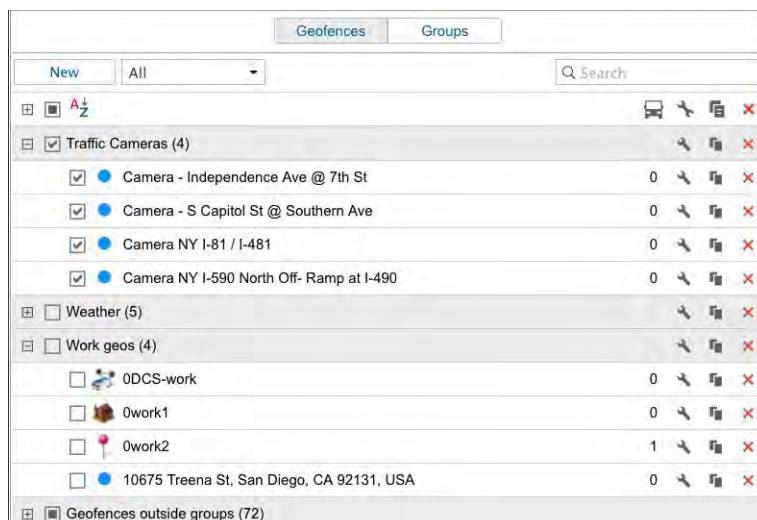 Geofences Groups
New All Search
AZ
Traffic Cameras (4)
Camera - Independence Ave @ 7th St 0
Camera - S Capitol St @ Southern Ave 0
Camera NY I-81 / I-481 0
Camera NY I-590 North Off- Ramp at I-490 0
Weather (5)
Work geos (4)
0DCS-work 0
0work1 0
0work2 1
10675 Treena St, San Diego, CA 92131, USA 0
Geofences outside groups (72)